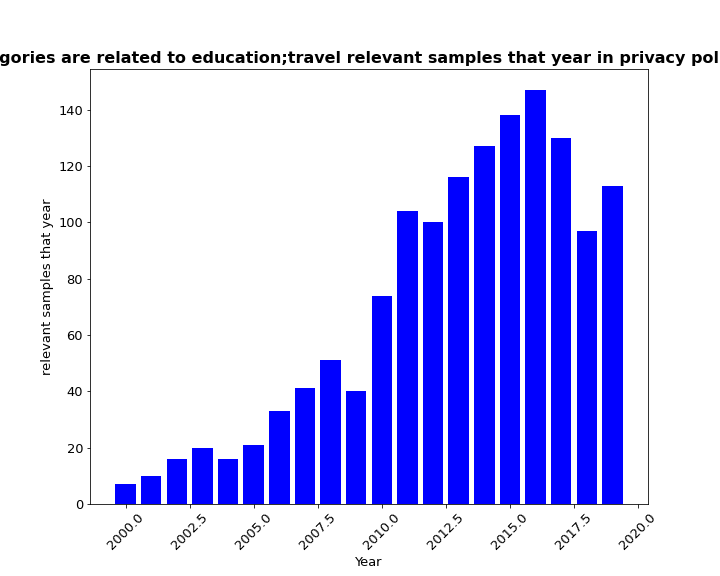 gories are related to education;travel relevant samples that year in privacy pol
relevant samples that year
140
120
100
80
60
40
20
0
2000.0 2002.5 2005.0 2007.5 2010.0 2012.5 2015.0 2017.5 2020.0
Year